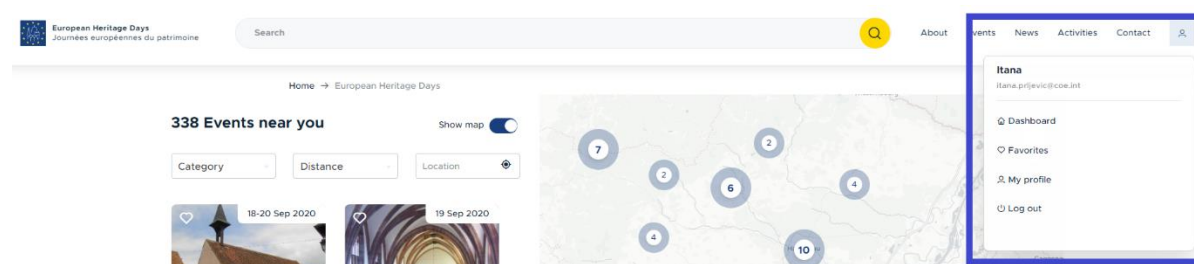 European Heritage Days
Journées européennes du patrimoine
Search
About
Events
News
Activities
Contact
Itana
itana.prljevic@coe.int
Dashboard
Favorites
My profile
Log out
Home → European Heritage Days
338 Events near you
Show map
Category
Distance
Location
18-20 Sep 2020
19 Sep 2020
7
2
2
6
4
4
10